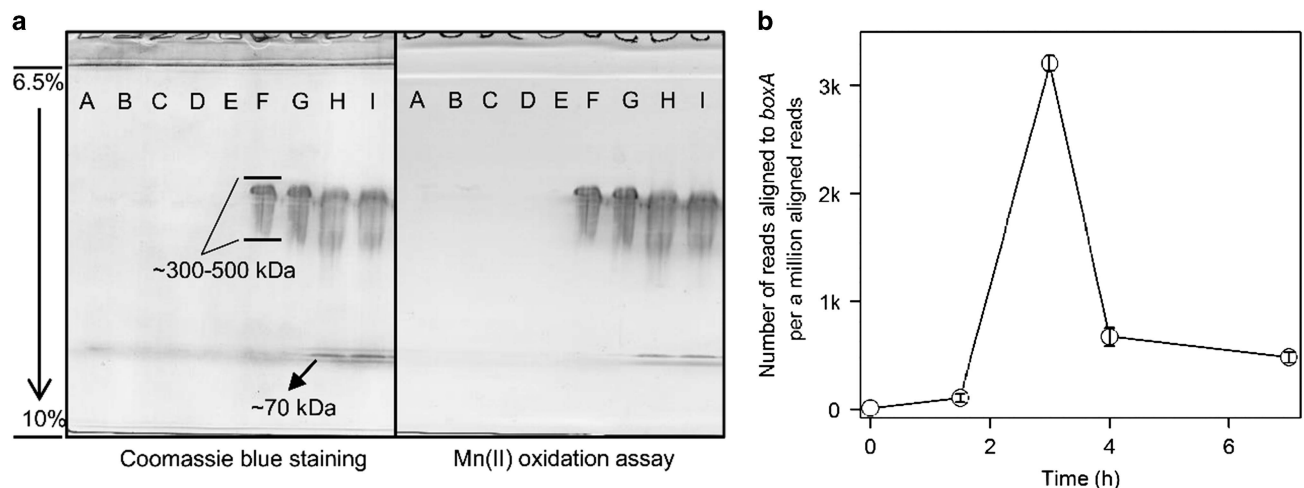 a
6.5%
10%
A B C D E F G H I
~300-500 kDa
~70 kDa
Coomassie blue staining
A B C D E F G H I
Mn(II) oxidation assay
b
Number of reads aligned to boxA
per a million aligned reads
3k
2k
1k
0
0 2 4 6
Time (h)